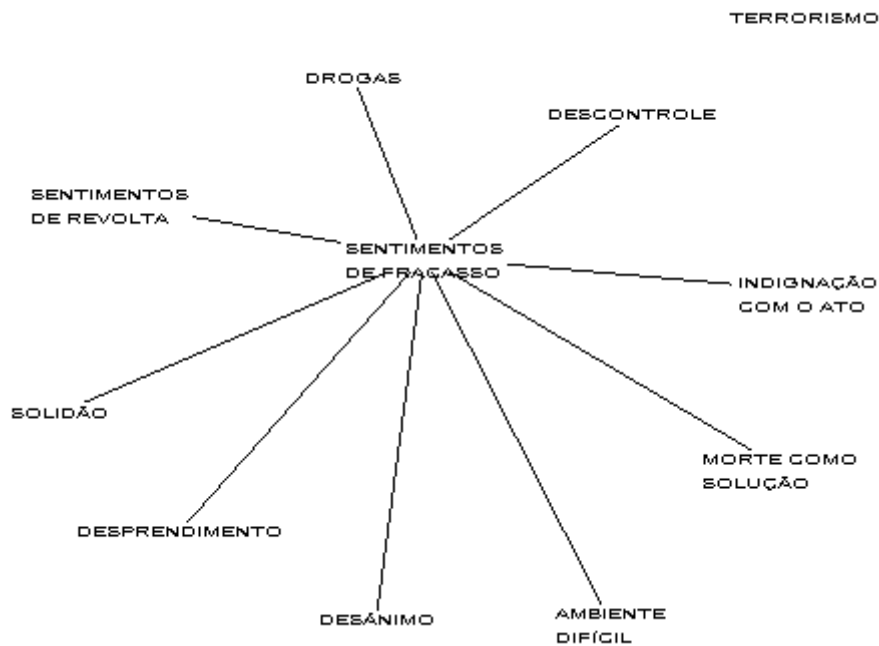 TERRORISMO
DROGAS
DESCONTROLE
SENTIMENTOS
DE REVOLTA
SENTIMENTOS
DE FRACASSO
INDIGNAÇÃO
COM O ATO
SOLIDÃO
MORTE COMO
SOLUÇÃO
DESPRENDIMENTO
DESÂNIMO
AMBIENTE
DIFÍCIL